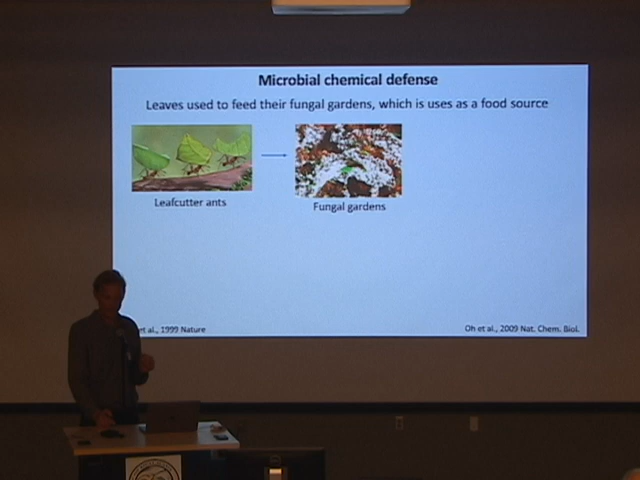 Microbial chemical defense
Leaves used to feed their fungal gardens, which is uses as a food source
Leafcutter ants
Fungal gardens
et al., 1999 Nature
Oh et al., 2009 Nat. Chem. Biol.